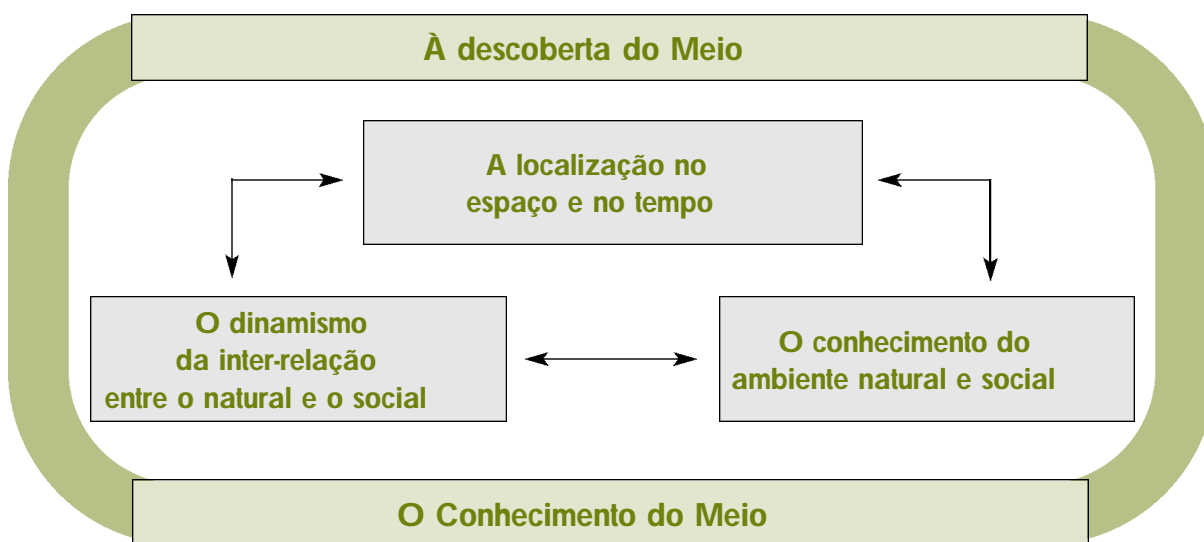 À descoberta do Meio
A localização no
espaço e no tempo
O dinamismo
da inter-relação
entre o natural e o social
O conhecimento do
ambiente natural e social
O Conhecimento do Meio